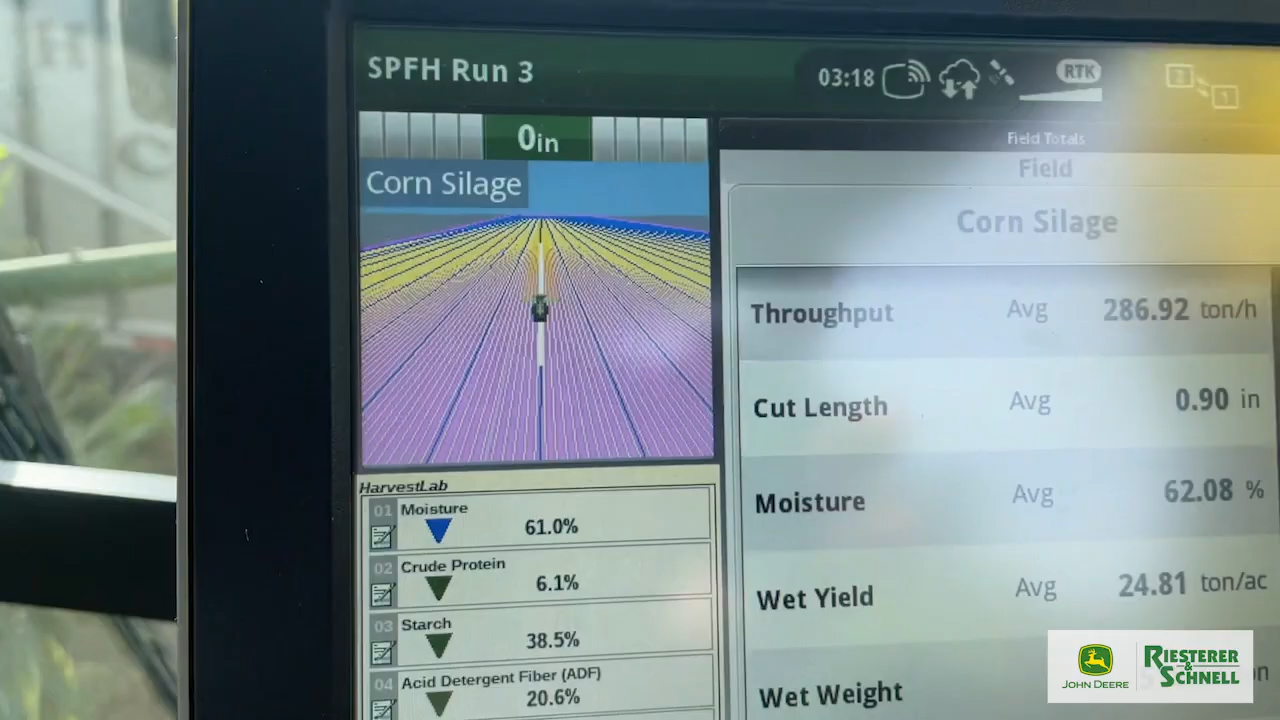 SPFH Run 3
03:18
RTK
2
1
0in
Corn Silage
Field Totals
Field
Corn Silage
Throughput Avg 286.92 ton/h
Cut Length Avg 0.90 in
Moisture Avg 62.08 %
Wet Yield Avg 24.81 ton/ac
Wet Weight
HarvestLab
01 Moisture
61.0%
02 Crude Protein
6.1%
03 Starch
38.5%
04 Acid Detergent Fiber (ADF)
20.6%
JOHN DEERE
RIESTERER
& SCHNELL